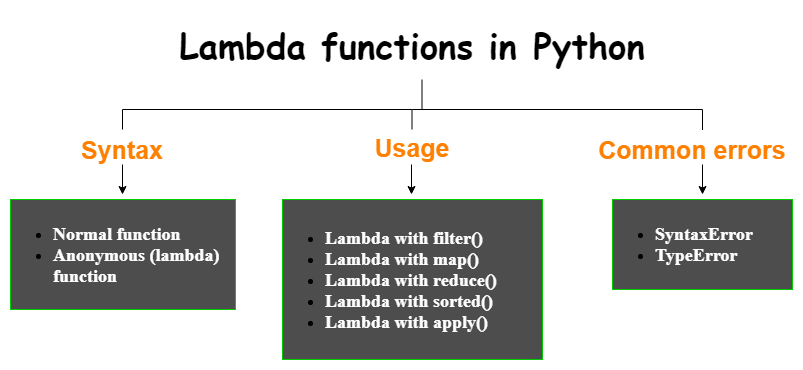 Lambda functions in Python
Syntax
Usage
Common errors
Normal function
Anonymous (lambda)
function
Lambda with filter()
Lambda with map()
Lambda with reduce()
Lambda with sorted()
Lambda with apply()
SyntaxError
TypeError